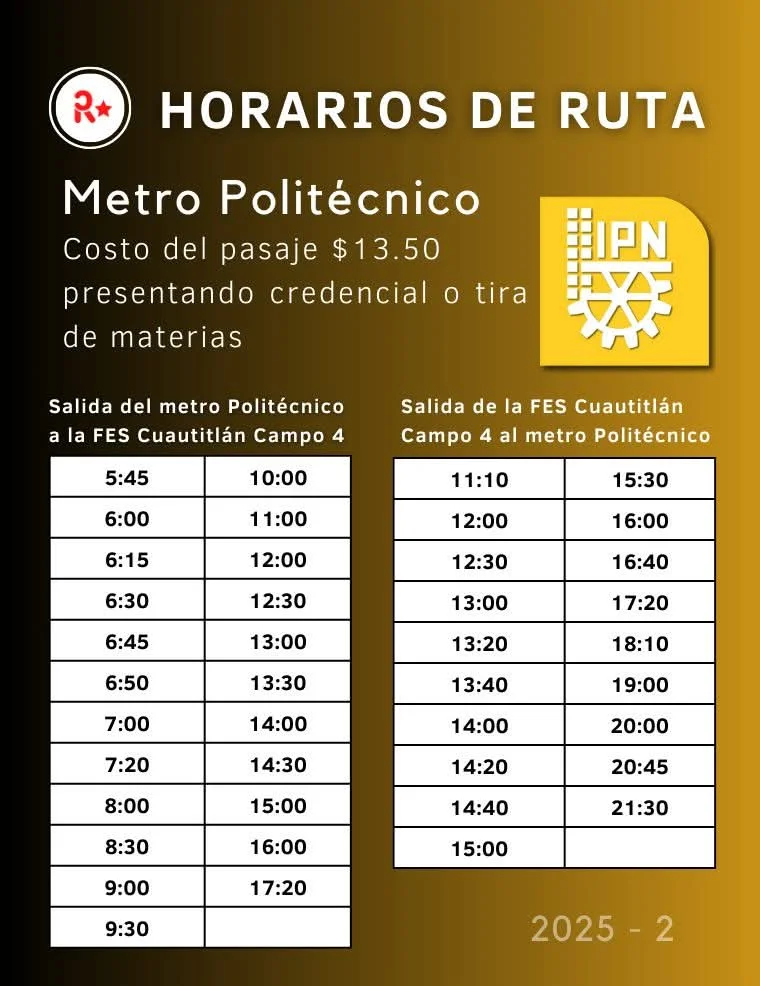 R
HORARIOS DE RUTA
Metro Politécnico
Costo del pasaje $13.50
presentando credencial o tira
de materias
IPN
Salida del metro Politécnico
a la FES Cuautitlán Campo 4
5:45 10:00
6:00 11:00
6:15 12:00
6:30 12:30
6:45 13:00
6:50 13:30
7:00 14:00
7:20 14:30
8:00 15:00
8:30 16:00
9:00 17:20
9:30
Salida de la FES Cuautitlán
Campo 4 al metro Politécnico
11:10 15:30
12:00 16:00
12:30 16:40
13:00 17:20
13:20 18:10
13:40 19:00
14:00 20:00
14:20 20:45
14:40 21:30
15:00
2025 - 2